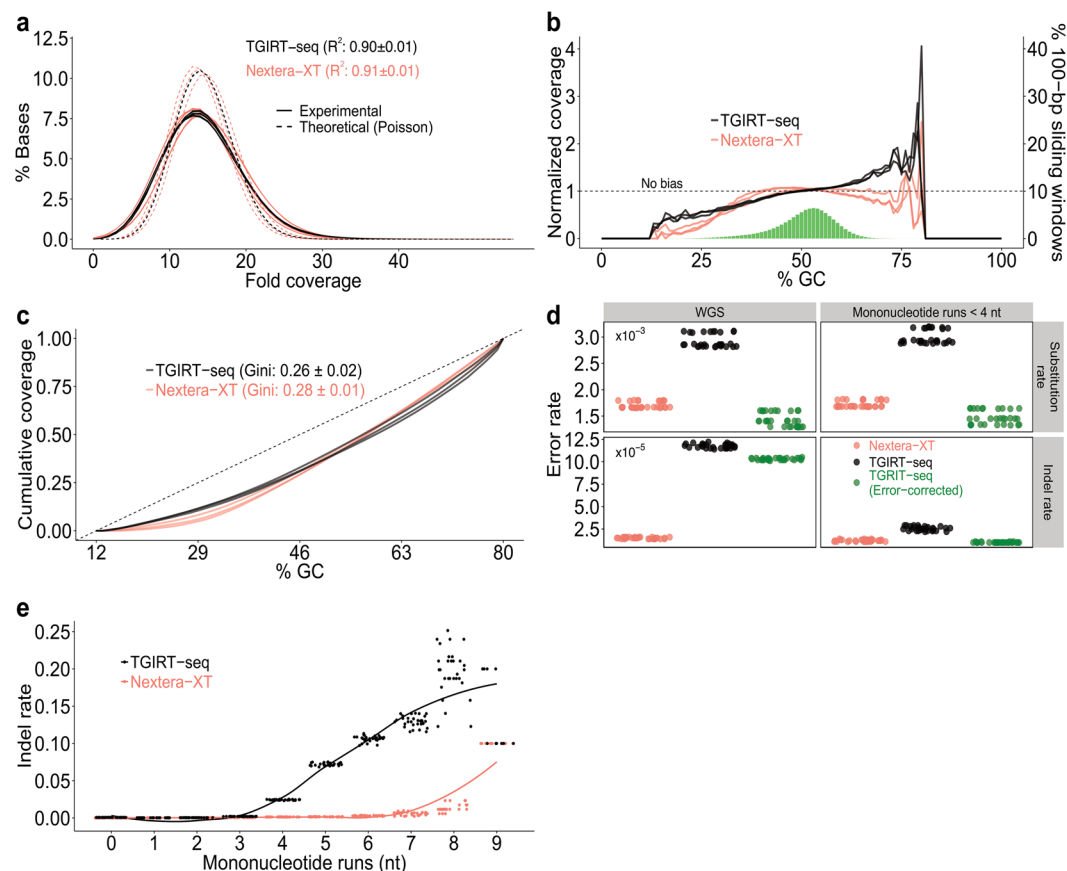 a
12.5
10.0
7.5
5.0
2.5
0.0
% Bases
TGIRT−seq (R²: 0.90±0.01)
Nextera−XT (R²: 0.91±0.01)
Experimental
Theoretical (Poisson)
0 10 20 30 40
Fold coverage
b
4
3
2
1
0
Normalized coverage
TGIRT−seq
Nextera−XT
No bias
40
30
20
10
0
% 100−bp sliding windows
0 25 50 75 100
% GC
c
1.00
0.75
0.50
0.25
0.00
Cumulative coverage
TGIRT−seq (Gini: 0.26 ± 0.02)
Nextera−XT (Gini: 0.28 ± 0.01)
12 29 46 63 80
% GC
d
WGS
Mononucleotide runs < 4 nt
x10⁻³
3.0
2.5
2.0
1.5
Substitution rate
Error rate
x10⁻⁵
12.5
10.0
7.5
5.0
2.5
Nextera−XT
TGIRT−seq
TGRIT−seq
(Error−corrected)
Indel rate
e
0.25
0.20
0.15
0.10
0.05
0.00
Indel rate
TGIRT−seq
Nextera−XT
0 1 2 3 4 5 6 7 8 9
Mononucleotide runs (nt)